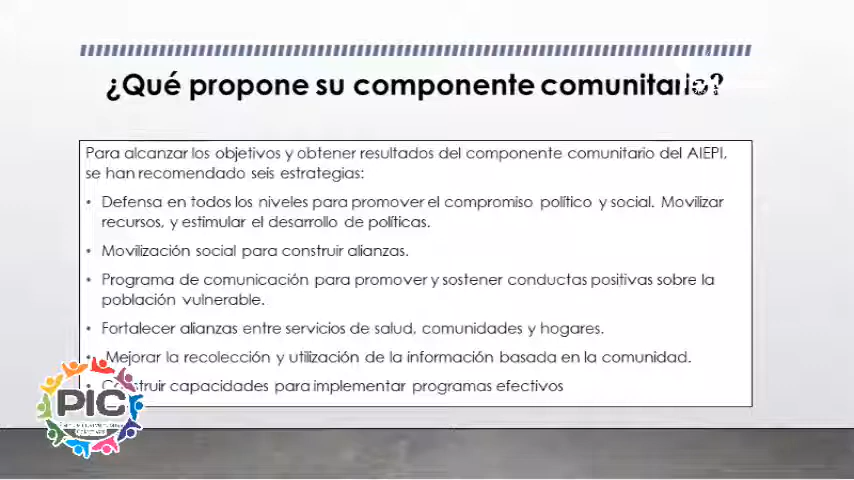 ¿Qué propone su componente comunitario?
Para alcanzar los objetivos y obtener resultados del componente comunitario del AIEPI,
se han recomendado seis estrategias:
• Defensa en todos los niveles para promover el compromiso político y social. Movilizar
recursos, y estimular el desarrollo de políticas.
• Movilización social para construir alianzas.
• Programa de comunicación para promover y sostener conductas positivas sobre la
población vulnerable.
• Fortalecer alianzas entre servicios de salud, comunidades y hogares.
• Mejorar la recolección y utilización de la información basada en la comunidad.
• Construir capacidades para implementar programas efectivos
PIC